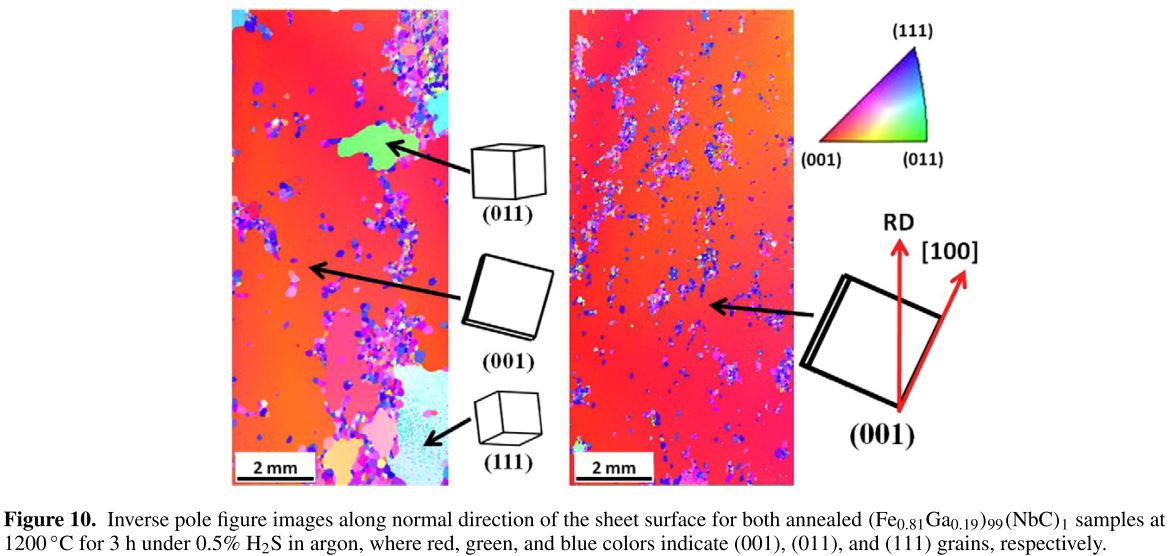 (111)
(001)
(011)
(011)
RD
[100]
(001)
(001)
(111)
2 mm
2 mm
Figure 10. Inverse pole figure images along normal direction of the sheet surface for both annealed (Fe0.81Ga0.19)99(NbC)1 samples at
1200 °C for 3 h under 0.5% H2S in argon, where red, green, and blue colors indicate (001), (011), and (111) grains, respectively.